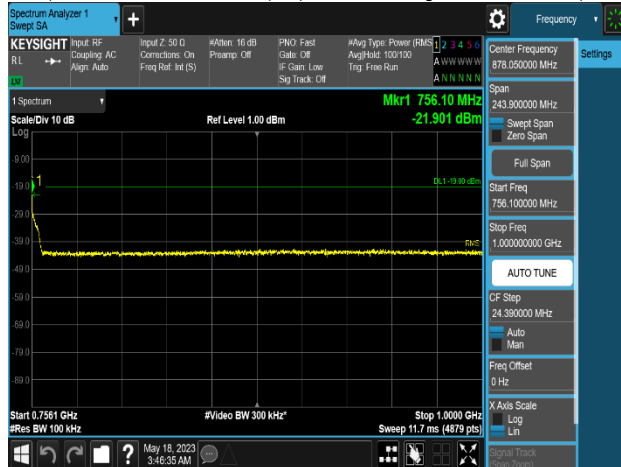 Spectrum Analyzer 1
Swept SA
Frequency
KEYSIGHT
Input: RF
Input Z: 50 Ω
#Atten: 16 dB
PNO: Fast
#Avg Type: Power (RMS
1 2 3 4 5 6
RL
Coupling: AC
Corrections: On
Preamp: Off
Gate: Off
Avg|Hold: 100/100
A W W W W W
Align: Auto
Freq Ref: Int (S)
IF Gain: Low
Trig: Free Run
Sig Track: Off
A N N N N N
LW
1 Spectrum
Mkr1 756.10 MHz
Scale/Div 10 dB
Ref Level 1.00 dBm
-21.901 dBm
Log
-9.00
1
DL1 -19.00 dBm
-19.0
-29.0
-39.0
RMS
-49.0
-59.0
-69.0
-79.0
-89.0
Start 0.7561 GHz
#Video BW 300 kHz*
Stop 1.0000 GHz
#Res BW 100 kHz
Sweep 11.7 ms (4879 pts)
Center Frequency
878.050000 MHz
Settings
Span
243.900000 MHz
Swept Span
Zero Span
Full Span
Start Freq
756.100000 MHz
Stop Freq
1.000000000 GHz
AUTO TUNE
CF Step
24.390000 MHz
Auto
Man
Freq Offset
0 Hz
X Axis Scale
Log
Lin
Signal Track
(Span Zoom)
?
May 18, 2023
3:46:35 AM